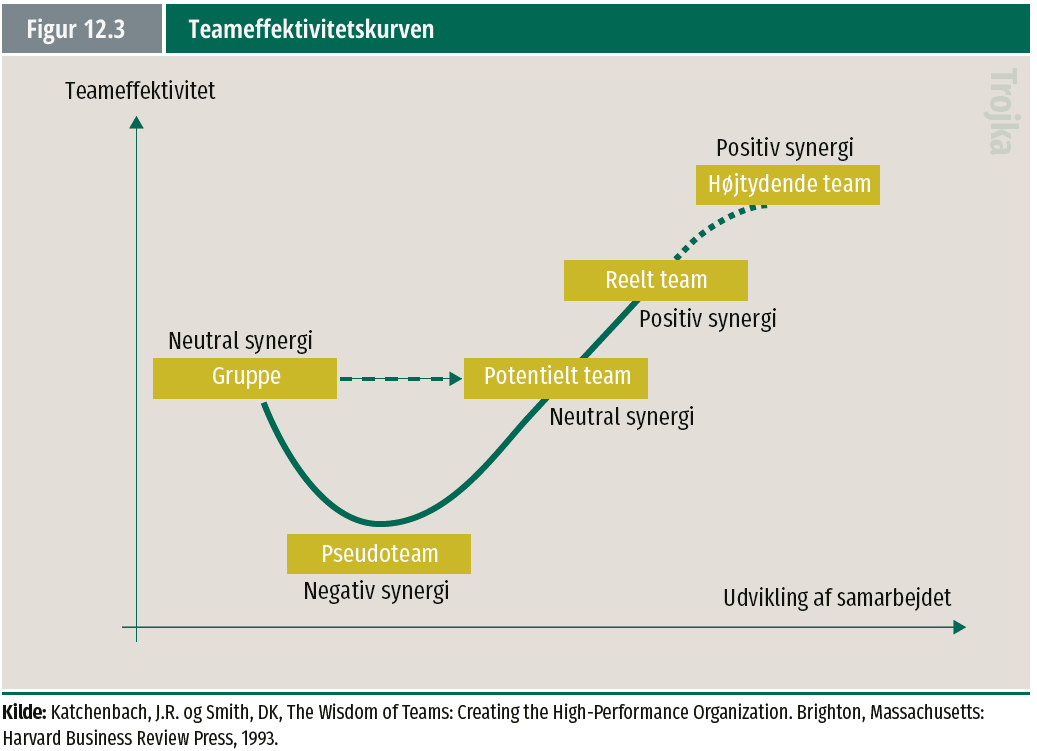 Figur 12.3
Teameffektivitetskurven
Trojka
Teameffektivitet
Positiv synergi
Højtydende team
Reelt team
Positiv synergi
Neutral synergi
Gruppe
Potentielt team
Neutral synergi
Pseudoteam
Negativ synergi
Udvikling af samarbejdet
Kilde: Katchenbach, J.R. og Smith, DK, The Wisdom of Teams: Creating the High-Performance Organization. Brighton, Massachusetts:
Harvard Business Review Press, 1993.